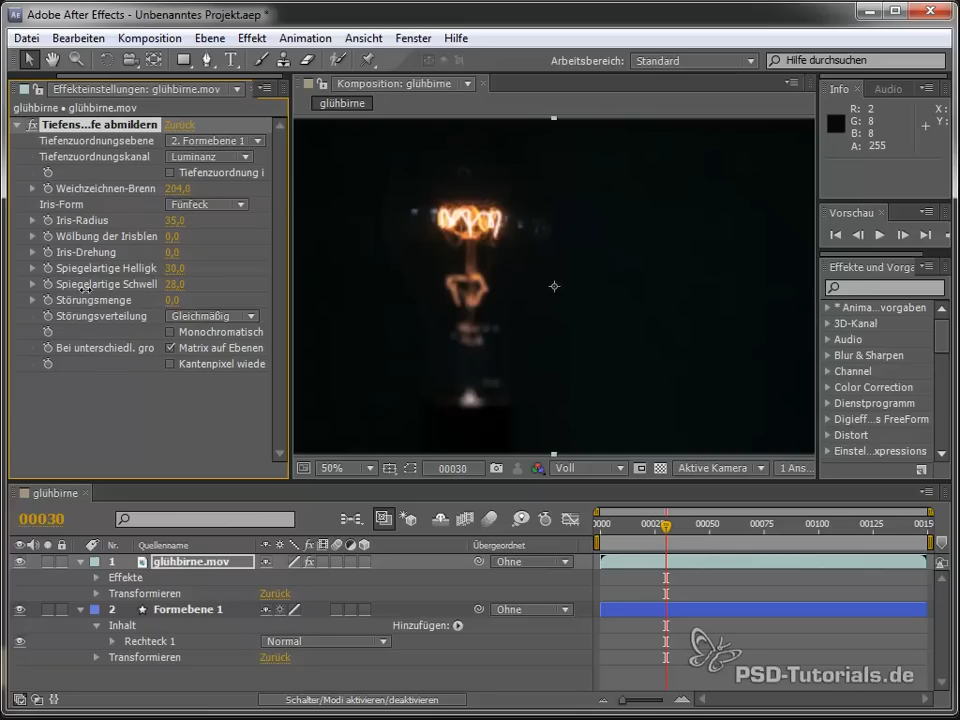 Adobe After Effects - Unbenanntes Projekt.aep *
Datei Bearbeiten Komposition Ebene Effekt Animation Ansicht Fenster Hilfe
Arbeitsbereich: Standard Hilfe durchsuchen
Effekteinstellungen: glühbirne.mov
glühbirne • glühbirne.mov
Tiefens...fe abmildern Zurück
Tiefenzuordnungsebene 2. Formebene 1
Tiefenzuordnungskanal Luminanz
Tiefenzuordnung i
Weichzeichnen-Brenn 204,0
Iris-Form Fünfeck
Iris-Radius 35,0
Wölbung der Irisblen 0,0
Iris-Drehung 0,0
Spiegelartige Helligk 30,0
Spiegelartige Schwell 28,0
Störungsmenge 0,0
Störungsverteilung Gleichmäßig
Monochromatisch
Bei unterschiedl. gro Matrix auf Ebenen
Kantenpixel wiede
Komposition: glühbirne
glühbirne
50% 00030 Voll Aktive Kamera 1 Ans...
Info Audio
R: 2 X:
G: 8 Y:
B: 8
A: 255
Vorschau
Effekte und Vorga
* Anima...vorgaben
3D-Kanal
Audio
Blur & Sharpen
Channel
Color Correction
Dienstprogramm
Digieff...s FreeForm
Distort
Einstel...xpressions
glühbirne
00030
0000 00050 00075 00100 00125 0015
Nr. Quellenname Übergeordnet
1 glühbirne.mov Ohne
Effekte
Transformieren Zurück
2 Formebene 1 Ohne
Inhalt Hinzufügen:
Rechteck 1 Normal
Transformieren Zurück
Schalter/Modi aktivieren/deaktivieren
PSD-Tutorials.de